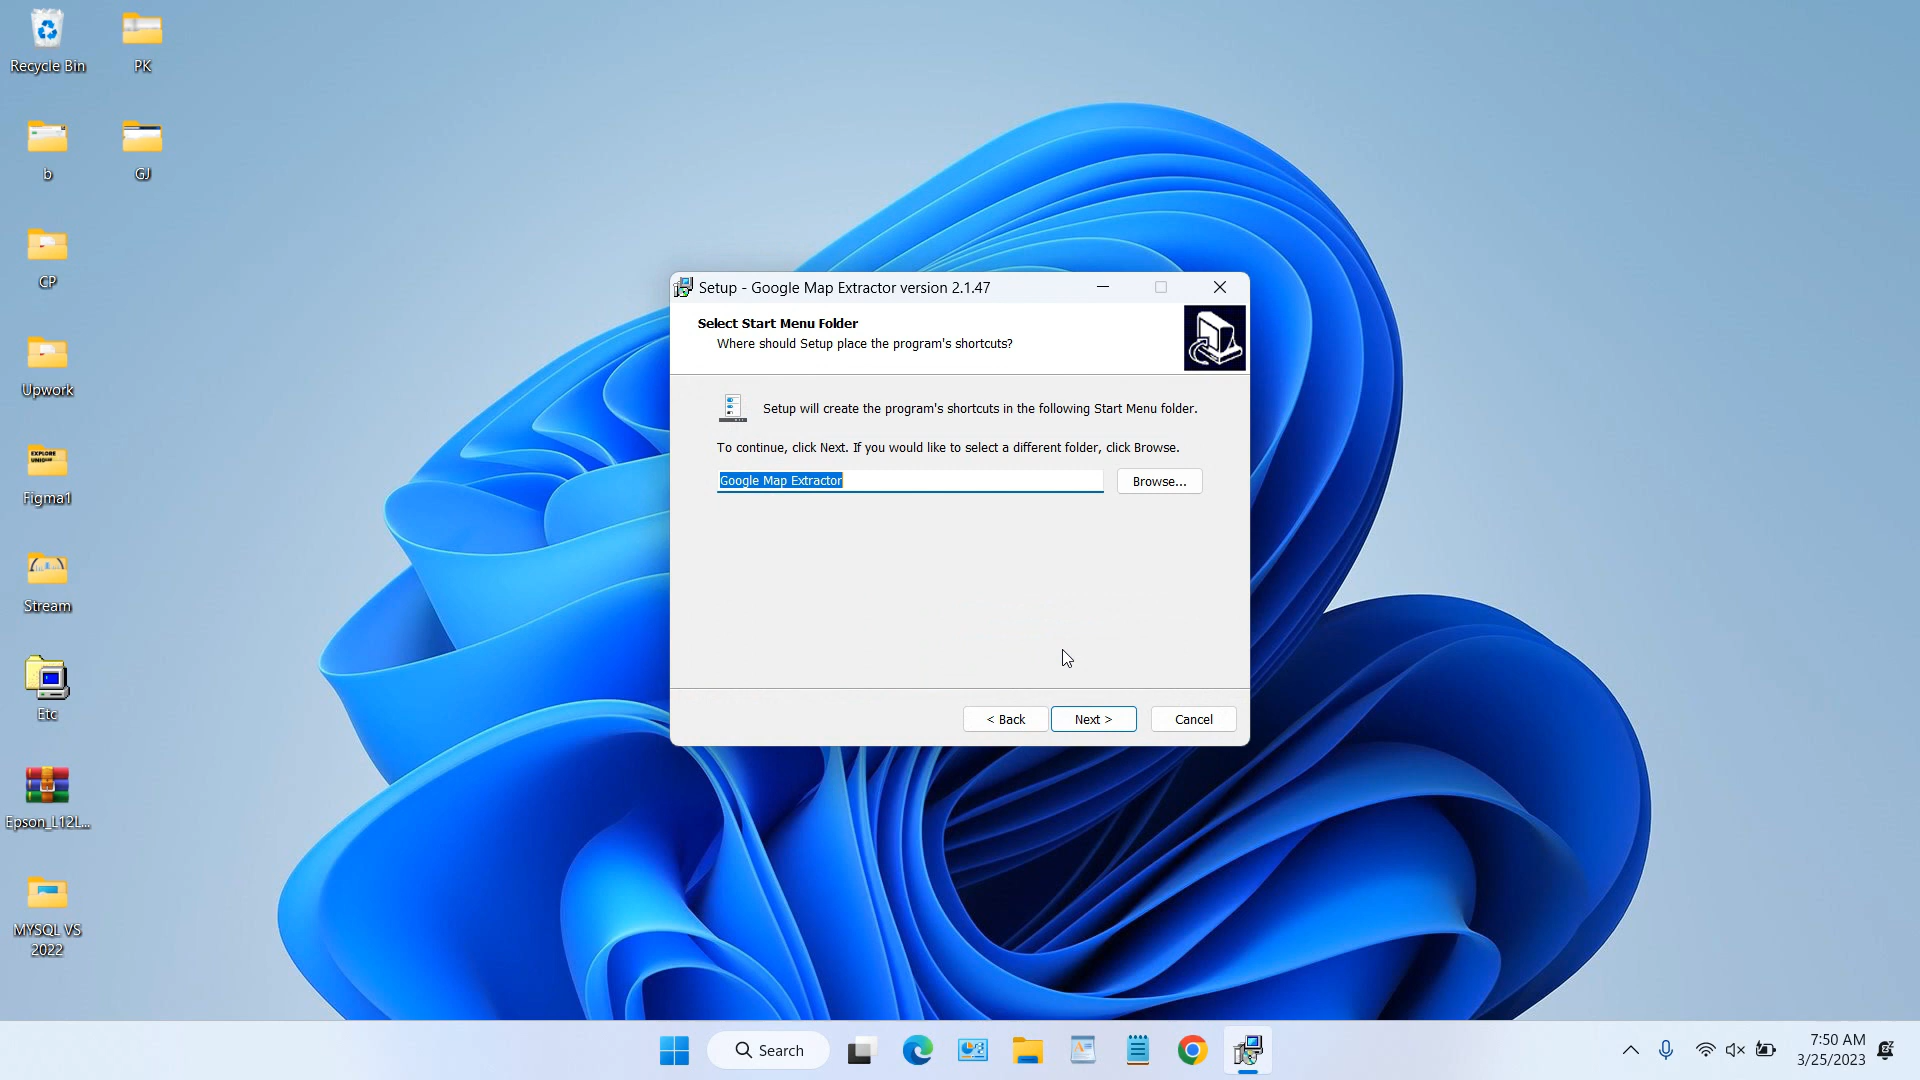 Recycle Bin
PK
b
GJ
CP
Upwork
EXPLORE
UNIQUE
Figma1
Stream
Etc
Epson_L12L...
MYSQL VS
2022
Setup - Google Map Extractor version 2.1.47
Select Start Menu Folder
Where should Setup place the program's shortcuts?
Setup will create the program's shortcuts in the following Start Menu folder.
To continue, click Next. If you would like to select a different folder, click Browse.
Google Map Extractor
Browse...
< Back
Next >
Cancel
Search
7:50 AM
3/25/2023